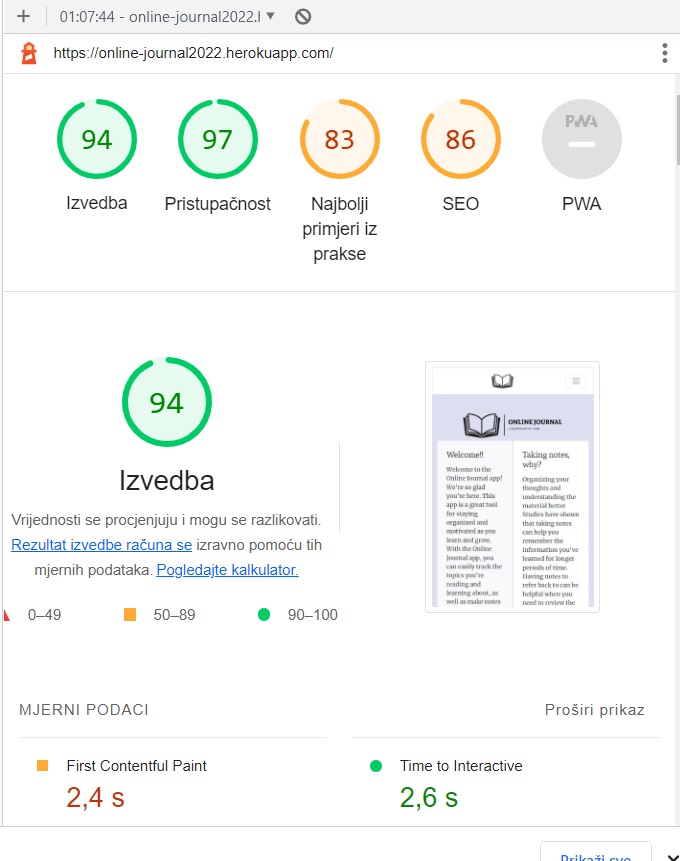 01:07:44 - online-journal2022.
https://online-journal2022.herokuapp.com/
94
97
83
86
PWA
Izvedba
Pristupačnost
Najbolji
primjeri iz
prakse
SEO
PWA
94
Izvedba
Vrijednosti se procjenjuju i mogu se razlikovati.
Rezultat izvedbe računa se izravno pomoću tih
mjernih podataka. Pogledajte kalkulator.
0–49
50–89
90–100
ONLINE JOURNAL
Welcome!!
Welcome to the
Online Journal app!
We're so glad
you're here. This
app is a great tool
for staying
organized and
motivated as you
learn and grow.
With the Online
Journal app, you
can easily track the
topics you're
reading and
learning about, as
well as make notes
Taking notes,
why?
Organizing your
thoughts and
understanding the
material better
Studies have shown
that taking notes
can help you
remember the
information you've
learned for longer
periods of time.
Having notes to
refer back to can be
helpful when you
need to review the
MJERNI PODACI
Proširi prikaz
First Contentful Paint
2,4 s
Time to Interactive
2,6 s
Prikaži sve